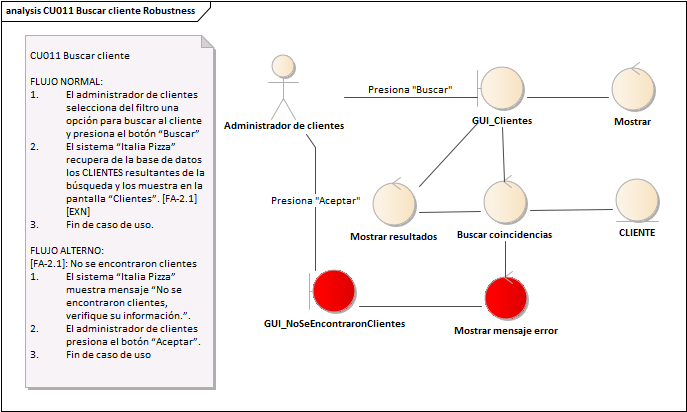 analysis CU011 Buscar cliente Robustness
CU011 Buscar cliente
FLUJO NORMAL:
1. El administrador de clientes
selecciona del filtro una
opción para buscar al cliente
y presiona el botón “Buscar”
2. El sistema “Italia Pizza”
recupera de la base de datos
los CLIENTES resultantes de la
búsqueda y los muestra en la
pantalla “Clientes”. [FA-2.1]
[EXN]
3. Fin de caso de uso.
FLUJO ALTERNO:
[FA-2.1]: No se encontraron clientes
1. El sistema “Italia Pizza”
muestra mensaje “No se
encontraron clientes,
verifique su información.”.
2. El administrador de clientes
presiona el botón “Aceptar”.
3. Fin de caso de uso
Administrador de clientes
Presiona "Buscar"
GUI_Clientes
Mostrar
Presiona "Aceptar"
Mostrar resultados
Buscar coincidencias
CLIENTE
GUI_NoSeEncontraronClientes
Mostrar mensaje error